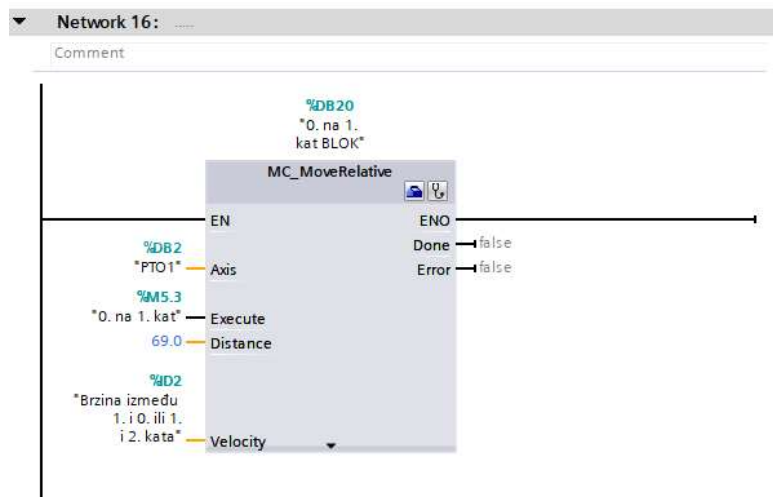 Network 16: .....
Comment
%DB20
"0. na 1.
kat BLOK"
MC_MoveRelative
EN
ENO
Done
false
%DB2
"PTO1"
Axis
Error
false
%M5.3
"0. na 1. kat"
Execute
69.0
Distance
%ID2
"Brzina između
1. i 0. ili 1.
i 2. kata"
Velocity